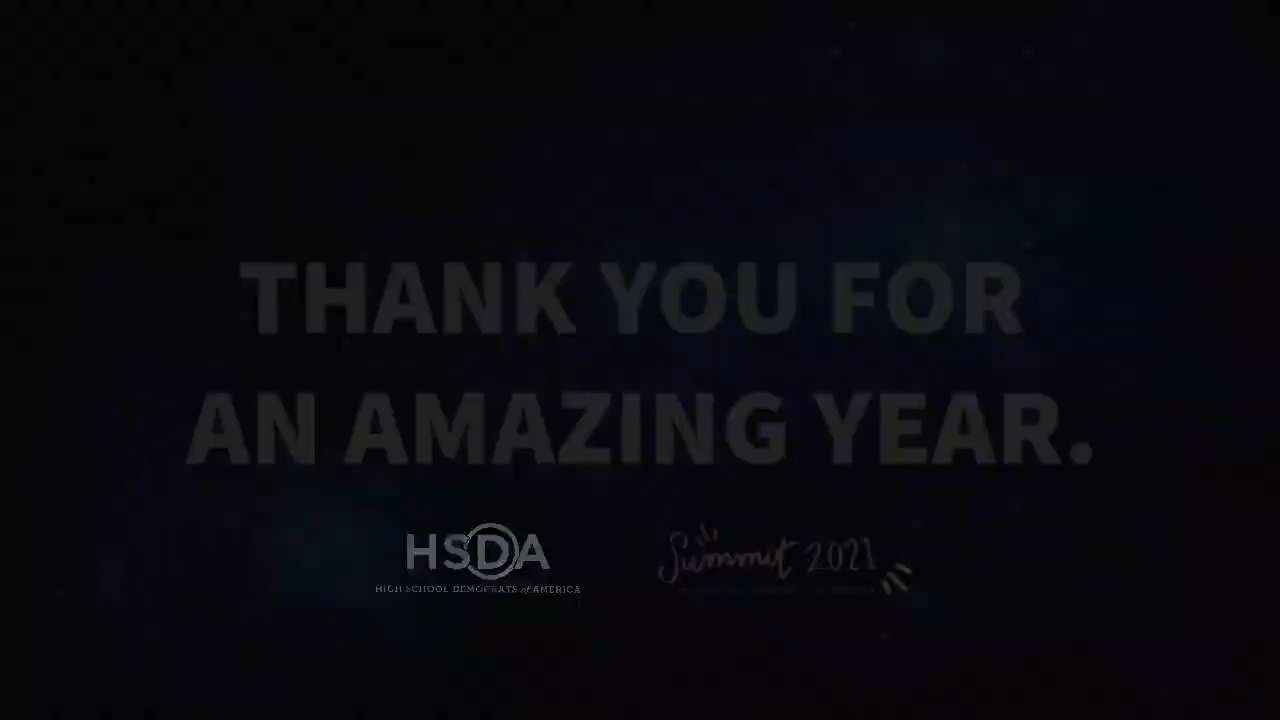 THANK YOU FOR
AN AMAZING YEAR.
HSDA
HIGH SCHOOL DEMOCRATS of AMERICA
Summit 2021